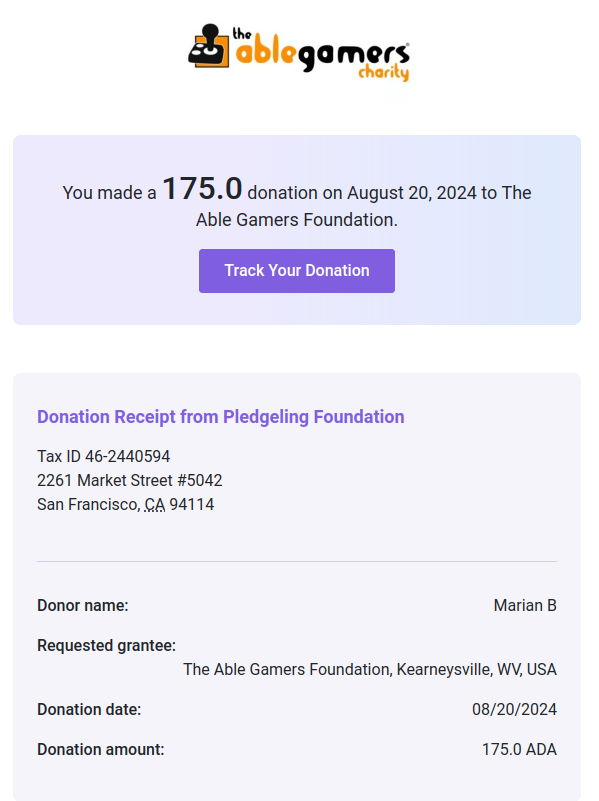 the
ablegamers
charity
You made a 175.0 donation on August 20, 2024 to The
Able Gamers Foundation.
Track Your Donation
Donation Receipt from Pledgeling Foundation
Tax ID 46-2440594
2261 Market Street #5042
San Francisco, CA 94114
Donor name: Marian B
Requested grantee:
The Able Gamers Foundation, Kearneysville, WV, USA
Donation date: 08/20/2024
Donation amount: 175.0 ADA